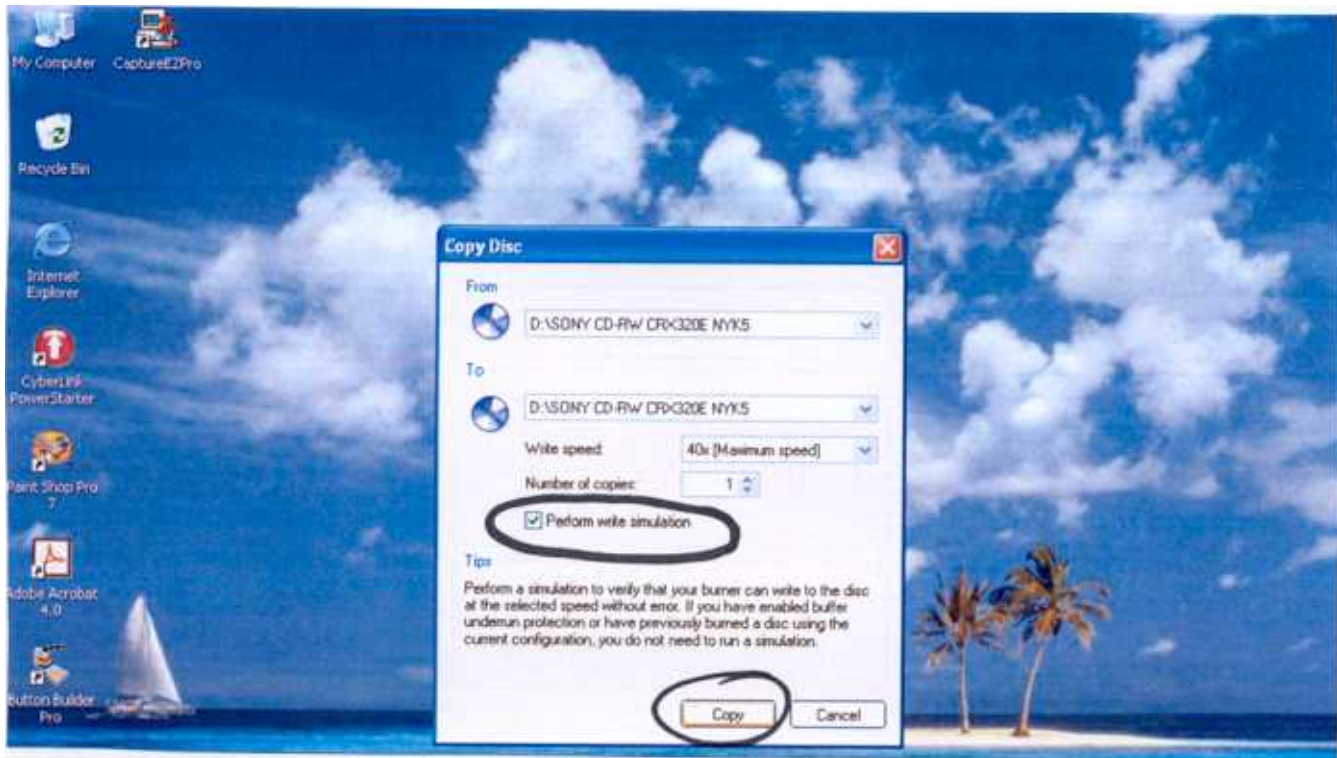 My Computer
CaptureEZPro
Recycle Bin
Internet
Explorer
CyberLink
PowerStarter
Paint Shop Pro
7
Adobe Acrobat
4.0
Button Builder
Pro
Copy Disc
From
D:\SONY CD-RW CRX320E NYK5
To
D:\SONY CD-RW CRX320E NYK5
Write speed:
40x (Maximum speed)
Number of copies:
1
Perform write simulation
Tips
Perform a simulation to verify that your burner can write to the disc
at the selected speed without error. If you have enabled buffer
underrun protection or have previously burned a disc using the
current configuration, you do not need to run a simulation.
Copy
Cancel